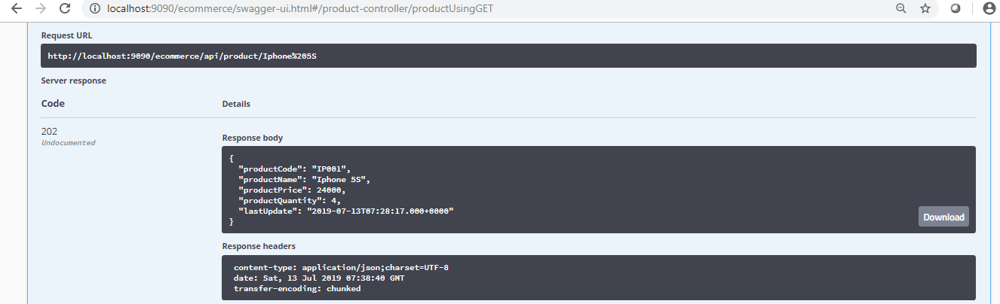 localhost:9090/ecommerce/swagger-ui.html#/product-controller/productUsingGET
Request URL
http://localhost:9090/ecommerce/api/product/Iphone%205S
Server response
Code Details
202
Undocumented
Response body
{
"productCode": "IP001",
"productName": "Iphone 5S",
"productPrice": 24000,
"productQuantity": 4,
"lastUpdate": "2019-07-13T07:28:17.000+0000"
}
Download
Response headers
content-type: application/json;charset=UTF-8
date: Sat, 13 Jul 2019 07:38:40 GMT
transfer-encoding: chunked